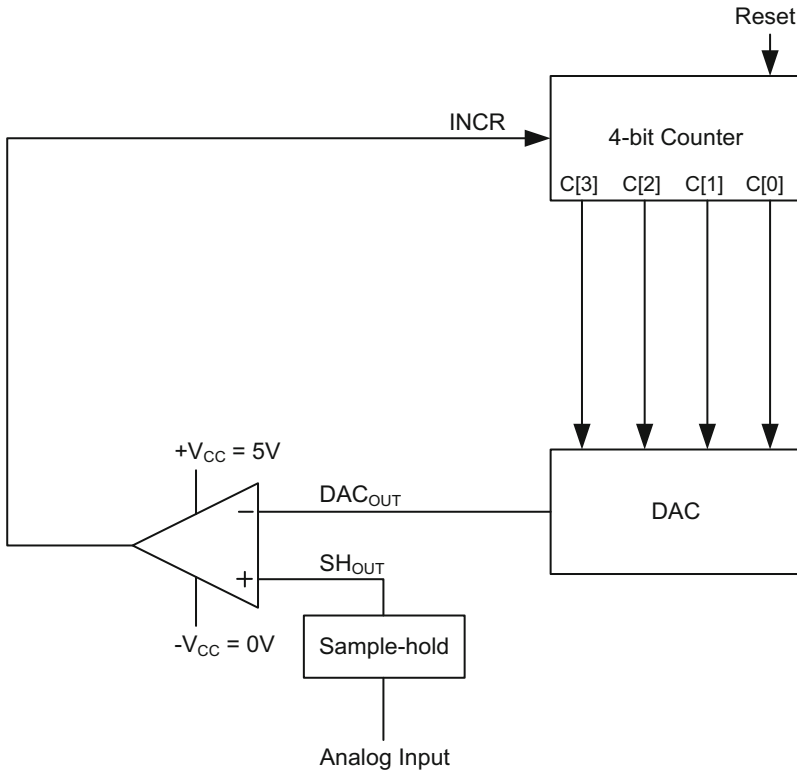 Reset
INCR
4-bit Counter
C[3] C[2] C[1] C[0]
+VCC = 5V
DACOUT
DAC
−
SHOUT
+
-VCC = 0V
Sample-hold
Analog Input